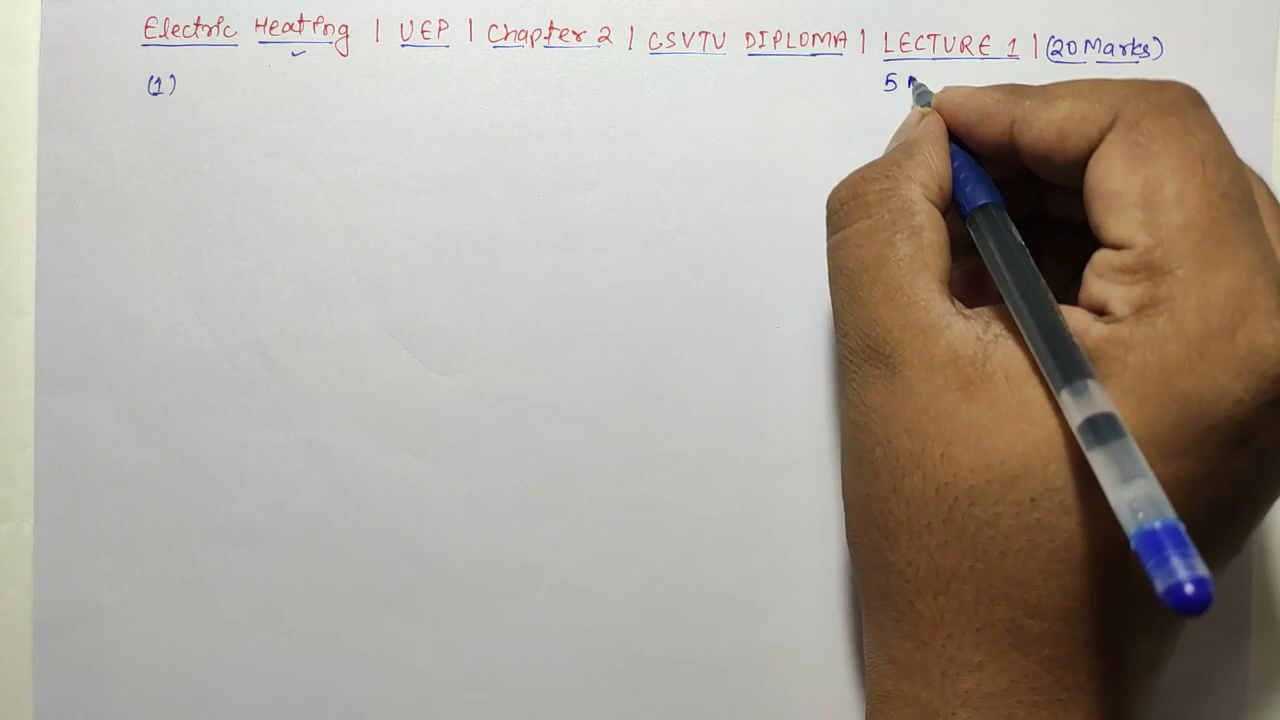 Electric Heating | UEP | Chapter 2 | CSVTU DIPLOMA | LECTURE 1 | (20 Marks)
(1) 5